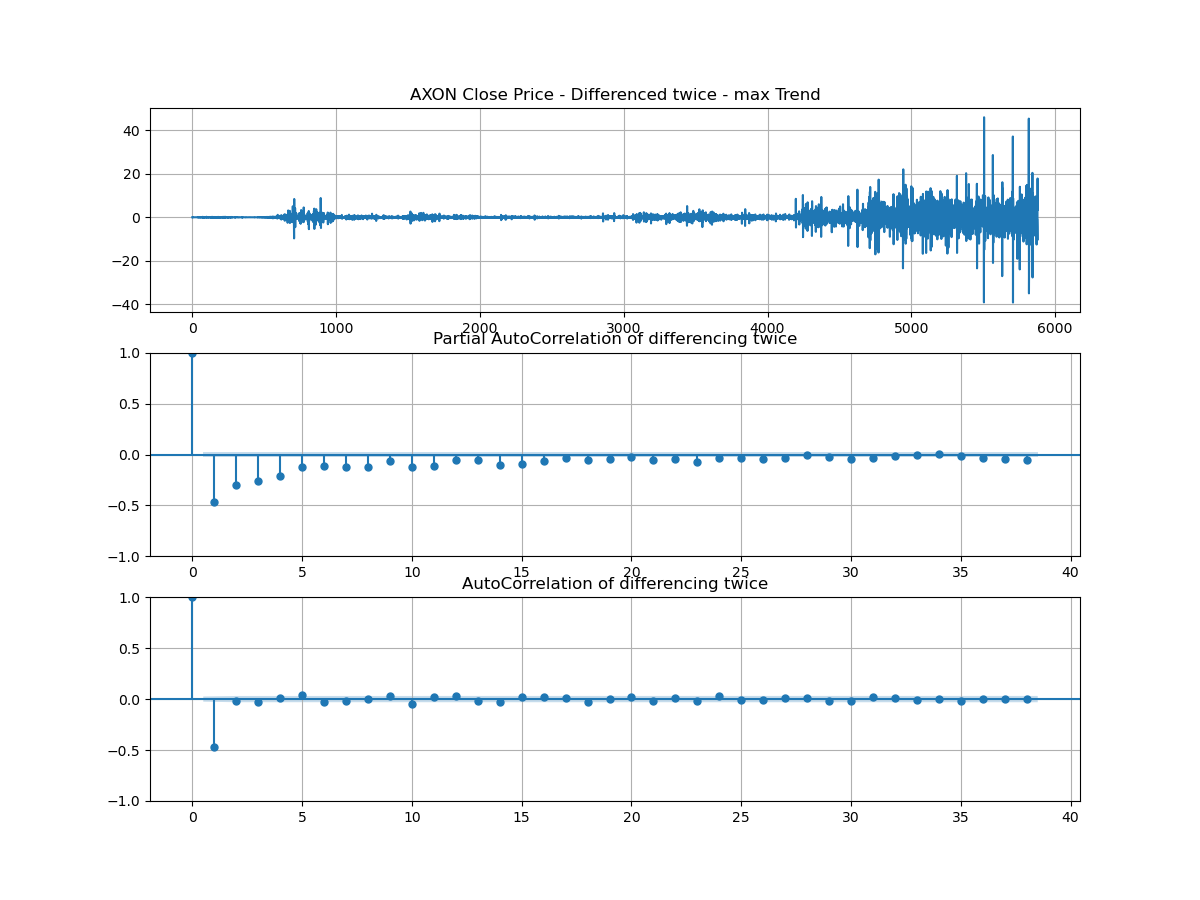 AXON Close Price - Differenced twice - max Trend
40
20
0
−20
−40
0 1000 2000 3000 4000 5000 6000
Partial AutoCorrelation of differencing twice
1.0
0.5
0.0
−0.5
−1.0
0 5 10 15 20 25 30 35 40
AutoCorrelation of differencing twice
1.0
0.5
0.0
−0.5
−1.0
0 5 10 15 20 25 30 35 40